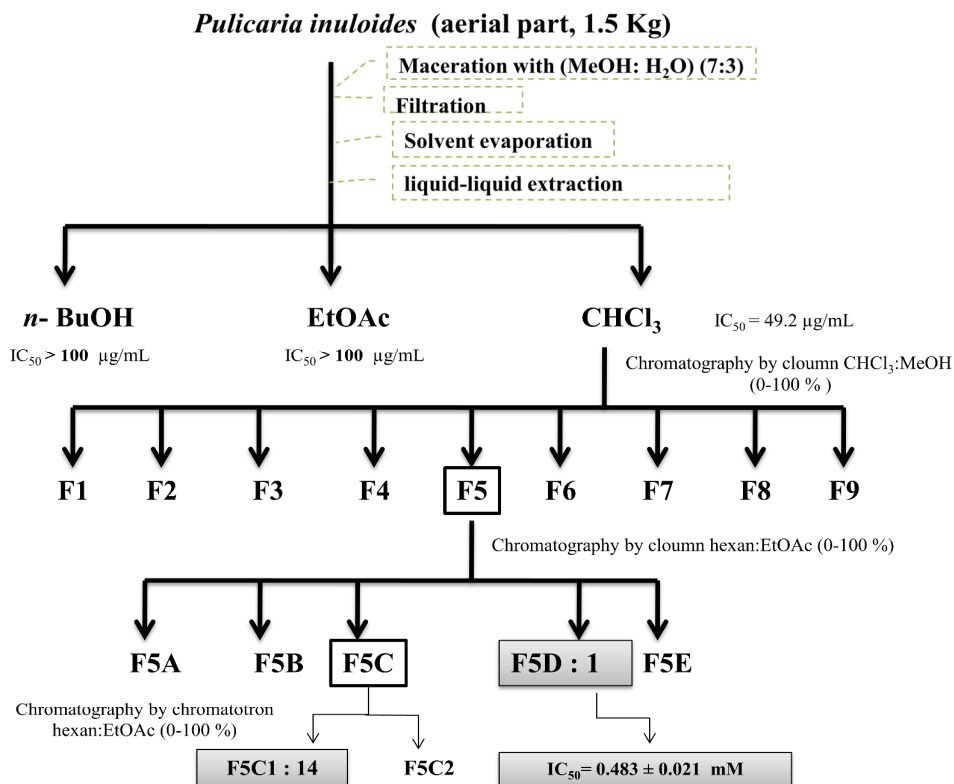 Pulicaria inuloides (aerial part, 1.5 Kg)
Maceration with (MeOH: H₂O) (7:3)
Filtration
Solvent evaporation
liquid-liquid extraction
n- BuOH
EtOAc
CHCl₃
IC₅₀ = 49.2 µg/mL
IC₅₀ > 100 µg/mL
IC₅₀ > 100 µg/mL
Chromatography by cloumn CHCl₃:MeOH
(0-100 % )
F1 F2 F3 F4 F5 F6 F7 F8 F9
Chromatography by cloumn hexan:EtOAc (0-100 %)
F5A F5B F5C F5D : 1 F5E
Chromatography by chromatotron
hexan:EtOAc (0-100 %)
F5C1 : 14 F5C2 IC₅₀= 0.483 ± 0.021 mM